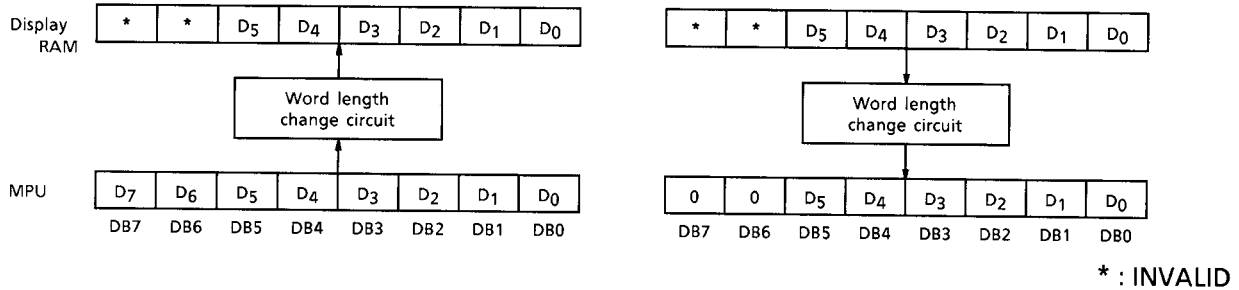 Display RAM
* * D5 D4 D3 D2 D1 D0
Word length
change circuit
MPU
D7 D6 D5 D4 D3 D2 D1 D0
DB7 DB6 DB5 DB4 DB3 DB2 DB1 DB0
* * D5 D4 D3 D2 D1 D0
Word length
change circuit
0 0 D5 D4 D3 D2 D1 D0
DB7 DB6 DB5 DB4 DB3 DB2 DB1 DB0
* : INVALID